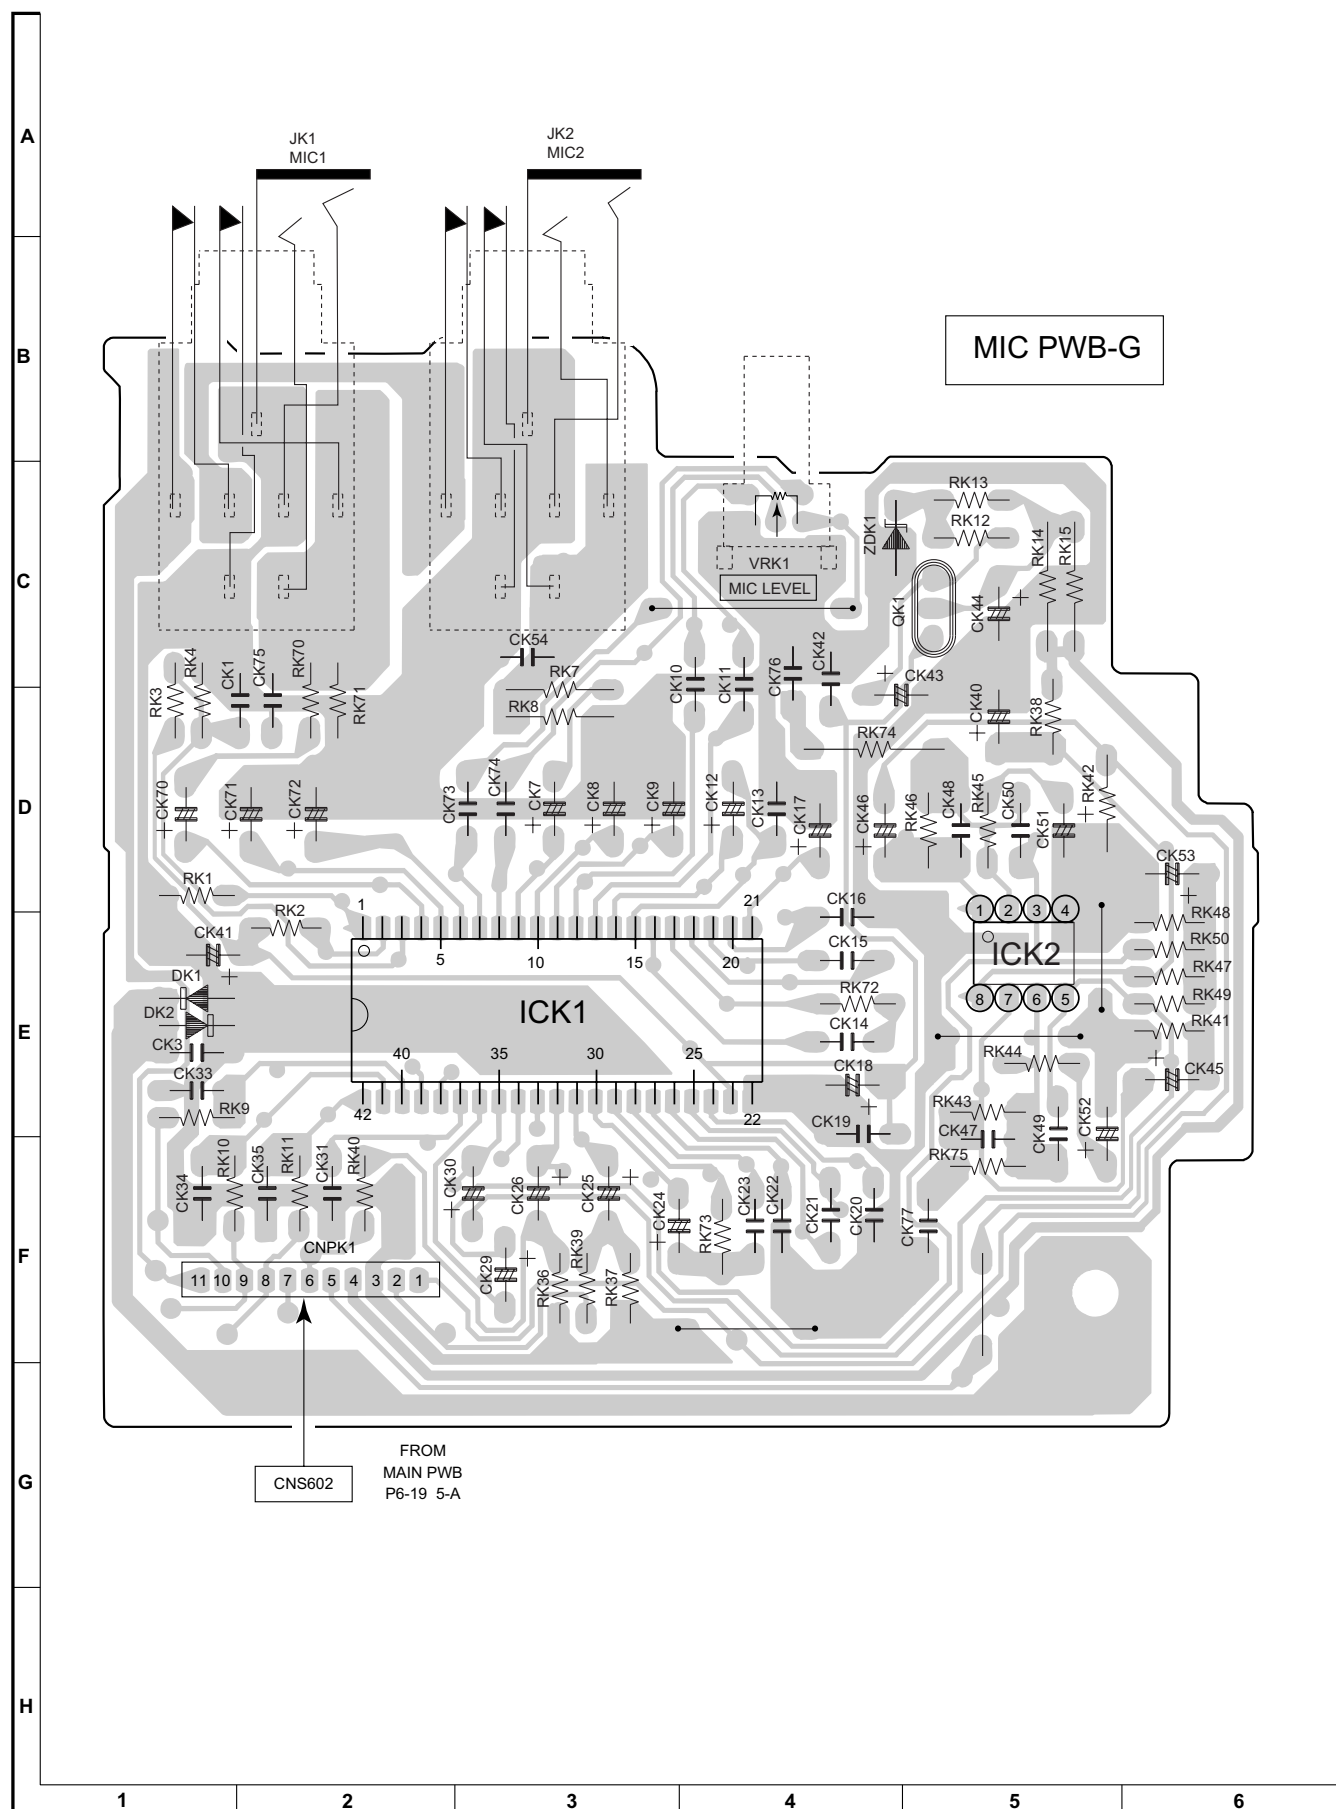 A
JK1
MIC1
JK2
MIC2
B
MIC PWB-G
C
RK13
RK12
ZDK1
RK14
RK15
VRK1
MIC LEVEL
QK1
CK44
+
CK54
RK3
RK4
CK1
CK75
RK70
RK71
RK7
RK8
CK10
CK11
CK76
CK42
+
CK43
CK40
+
RK38
RK74
D
CK70
+
CK71
+
CK72
+
CK73
CK74
CK7
+
CK8
+
CK9
+
CK12
+
CK13
CK17
+
CK46
+
RK46
CK48
RK45
CK50
CK51
+
RK42
CK53
+
RK1
RK2
1
21
CK16
1 2 3 4
RK48
CK41
+
5
10
15
20
CK15
ICK2
RK50
RK47
DK1
DK2
ICK1
RK72
8 7 6 5
RK49
RK41
E
CK3
CK14
CK33
40
35
30
25
CK18
+
RK44
+
CK45
RK9
42
22
CK19
RK43
CK47
RK75
CK49
CK52
+
CK34
RK10
CK35
RK11
CK31
RK40
CK30
+
CK26
+
CK25
+
CK24
+
RK73
CK23
CK22
CK21
CK20
CK77
F
CNPK1
11 10 9 8 7 6 5 4 3 2 1
CK29
+
RK36
RK39
RK37
G
CNS602
FROM
MAIN PWB
P6-19 5-A
H
1 2 3 4 5 6